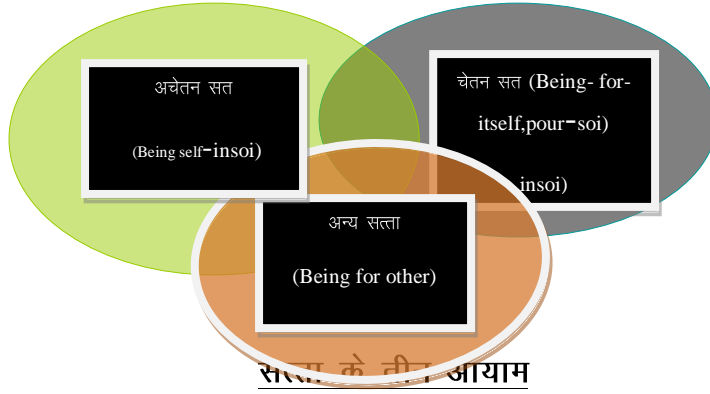 अचेतन सत
(Being self-insoi)
चेतन सत (Being- for-
itself,pour-soi)
insoi)
अन्य सत्ता
(Being for other)
सत्ता के तीन आयाम